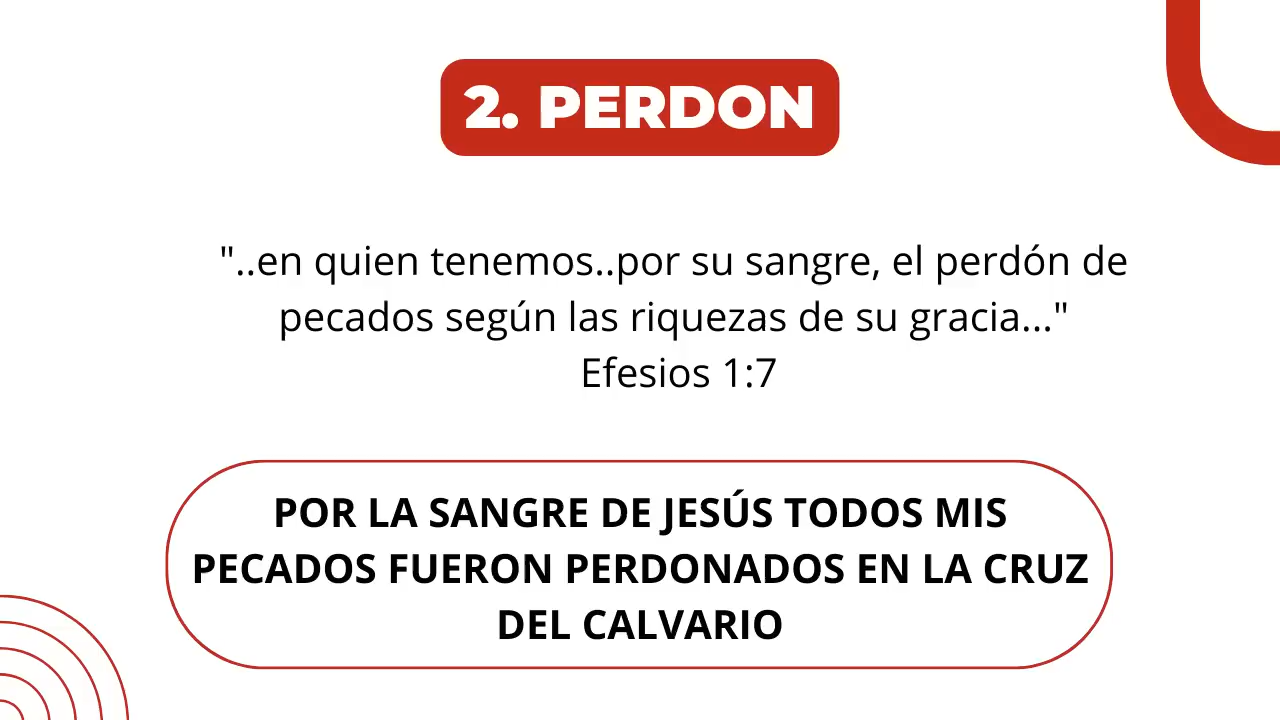 2. PERDON
"..en quien tenemos..por su sangre, el perdón de
pecados según las riquezas de su gracia..."
Efesios 1:7
POR LA SANGRE DE JESÚS TODOS MIS
PECADOS FUERON PERDONADOS EN LA CRUZ
DEL CALVARIO